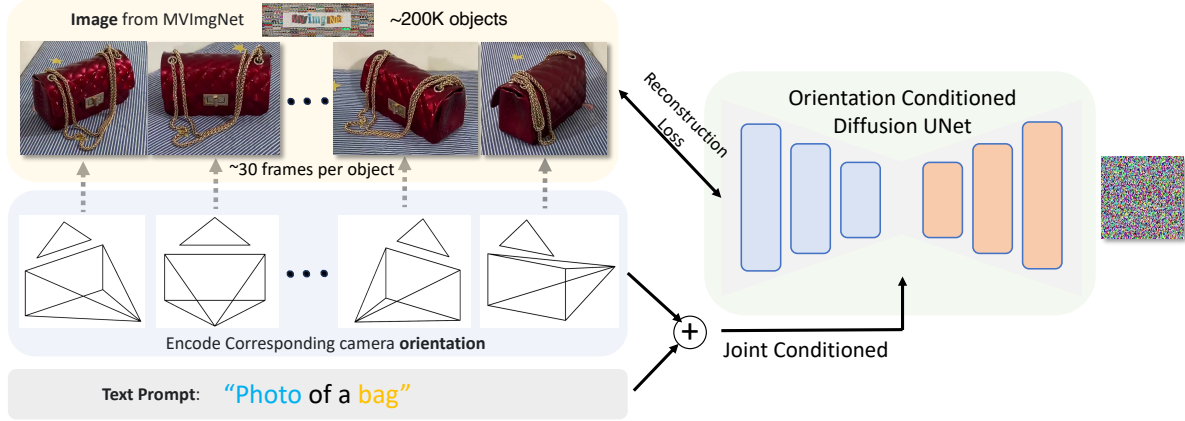 Image from MVImgNet
MVImgNet
~200K objects
~30 frames per object
Encode Corresponding camera orientation
Text Prompt: "Photo of a bag"
Reconstruction
Loss
Orientation Conditioned
Diffusion UNet
+
Joint Conditioned